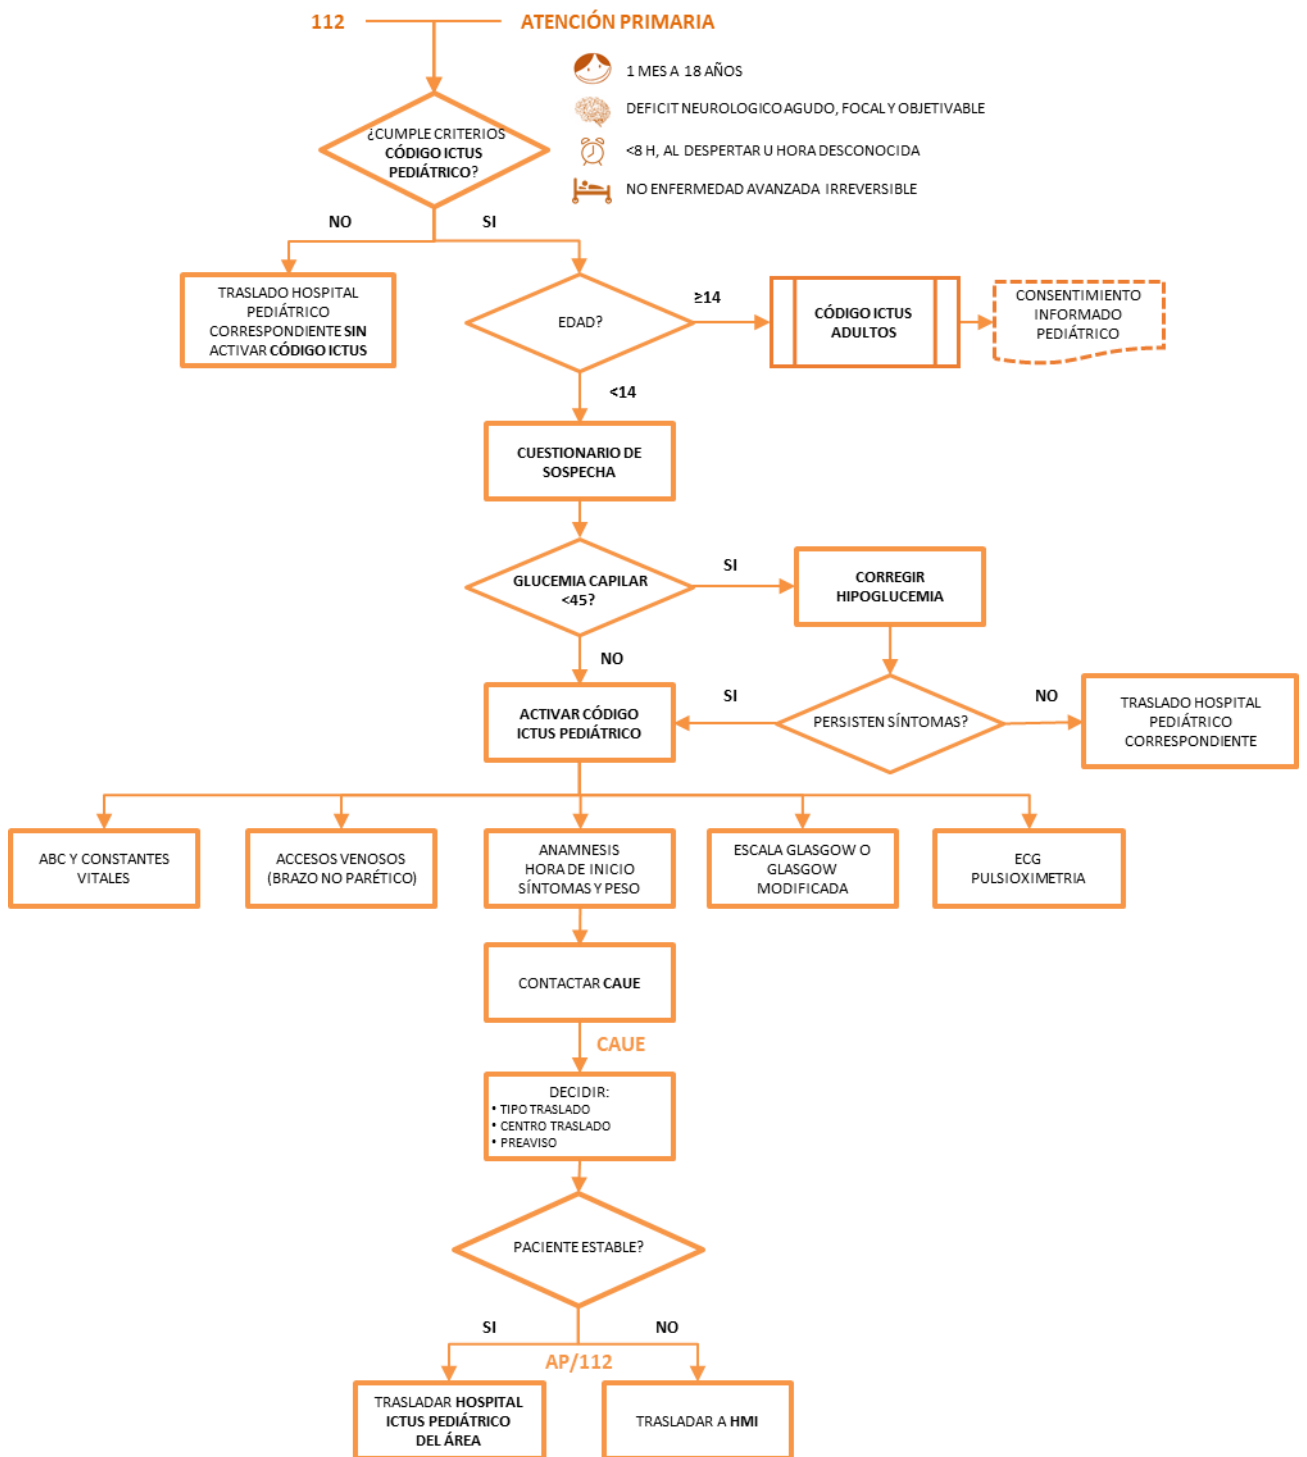 112
ATENCIÓN PRIMARIA
1 MES A 18 AÑOS
DEFICIT NEUROLOGICO AGUDO, FOCAL Y OBJETIVABLE
<8 H, AL DESPERTAR U HORA DESCONOCIDA
NO ENFERMEDAD AVANZADA IRREVERSIBLE
¿CUMPLE CRITERIOS
CÓDIGO ICTUS
PEDIÁTRICO?
NO
SI
TRASLADO HOSPITAL
PEDIÁTRICO
CORRESPONDIENTE SIN
ACTIVAR CÓDIGO ICTUS
EDAD?
≥14
CÓDIGO ICTUS
ADULTOS
CONSENTIMIENTO
INFORMADO
PEDIÁTRICO
<14
CUESTIONARIO DE
SOSPECHA
GLUCEMIA CAPILAR
<45?
SI
CORREGIR
HIPOGLUCEMIA
NO
ACTIVAR CÓDIGO
ICTUS PEDIÁTRICO
SI
PERSISTEN SÍNTOMAS?
NO
TRASLADO HOSPITAL
PEDIÁTRICO
CORRESPONDIENTE
ABC Y CONSTANTES
VITALES
ACCESOS VENOSOS
(BRAZO NO PARÉTICO)
ANAMNESIS
HORA DE INICIO
SÍNTOMAS Y PESO
ESCALA GLASGOW O
GLASGOW
MODIFICADA
ECG
PULSIOXIMETRIA
CONTACTAR CAUE
CAUE
DECIDIR:
• TIPO TRASLADO
• CENTRO TRASLADO
• PREAVISO
PACIENTE ESTABLE?
SI
NO
AP/112
TRASLADAR HOSPITAL
ICTUS PEDIÁTRICO
DEL ÁREA
TRASLADAR A HMI